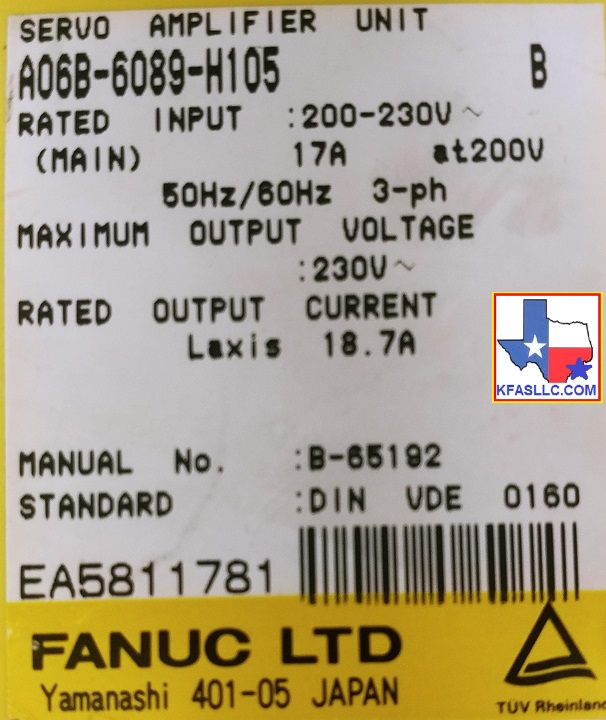 SERVO AMPLIFIER UNIT
A06B-6089-H105 B
RATED INPUT :200-230V~
(MAIN) 17A at200V
50Hz/60Hz 3-ph
MAXIMUM OUTPUT VOLTAGE
:230V~
RATED OUTPUT CURRENT
Laxis 18.7A
KFASLLC.COM
MANUAL No. :B-65192
STANDARD :DIN VDE 0160
EA5811781
FANUC LTD
Yamanashi 401-05 JAPAN
TÜV Rheinland